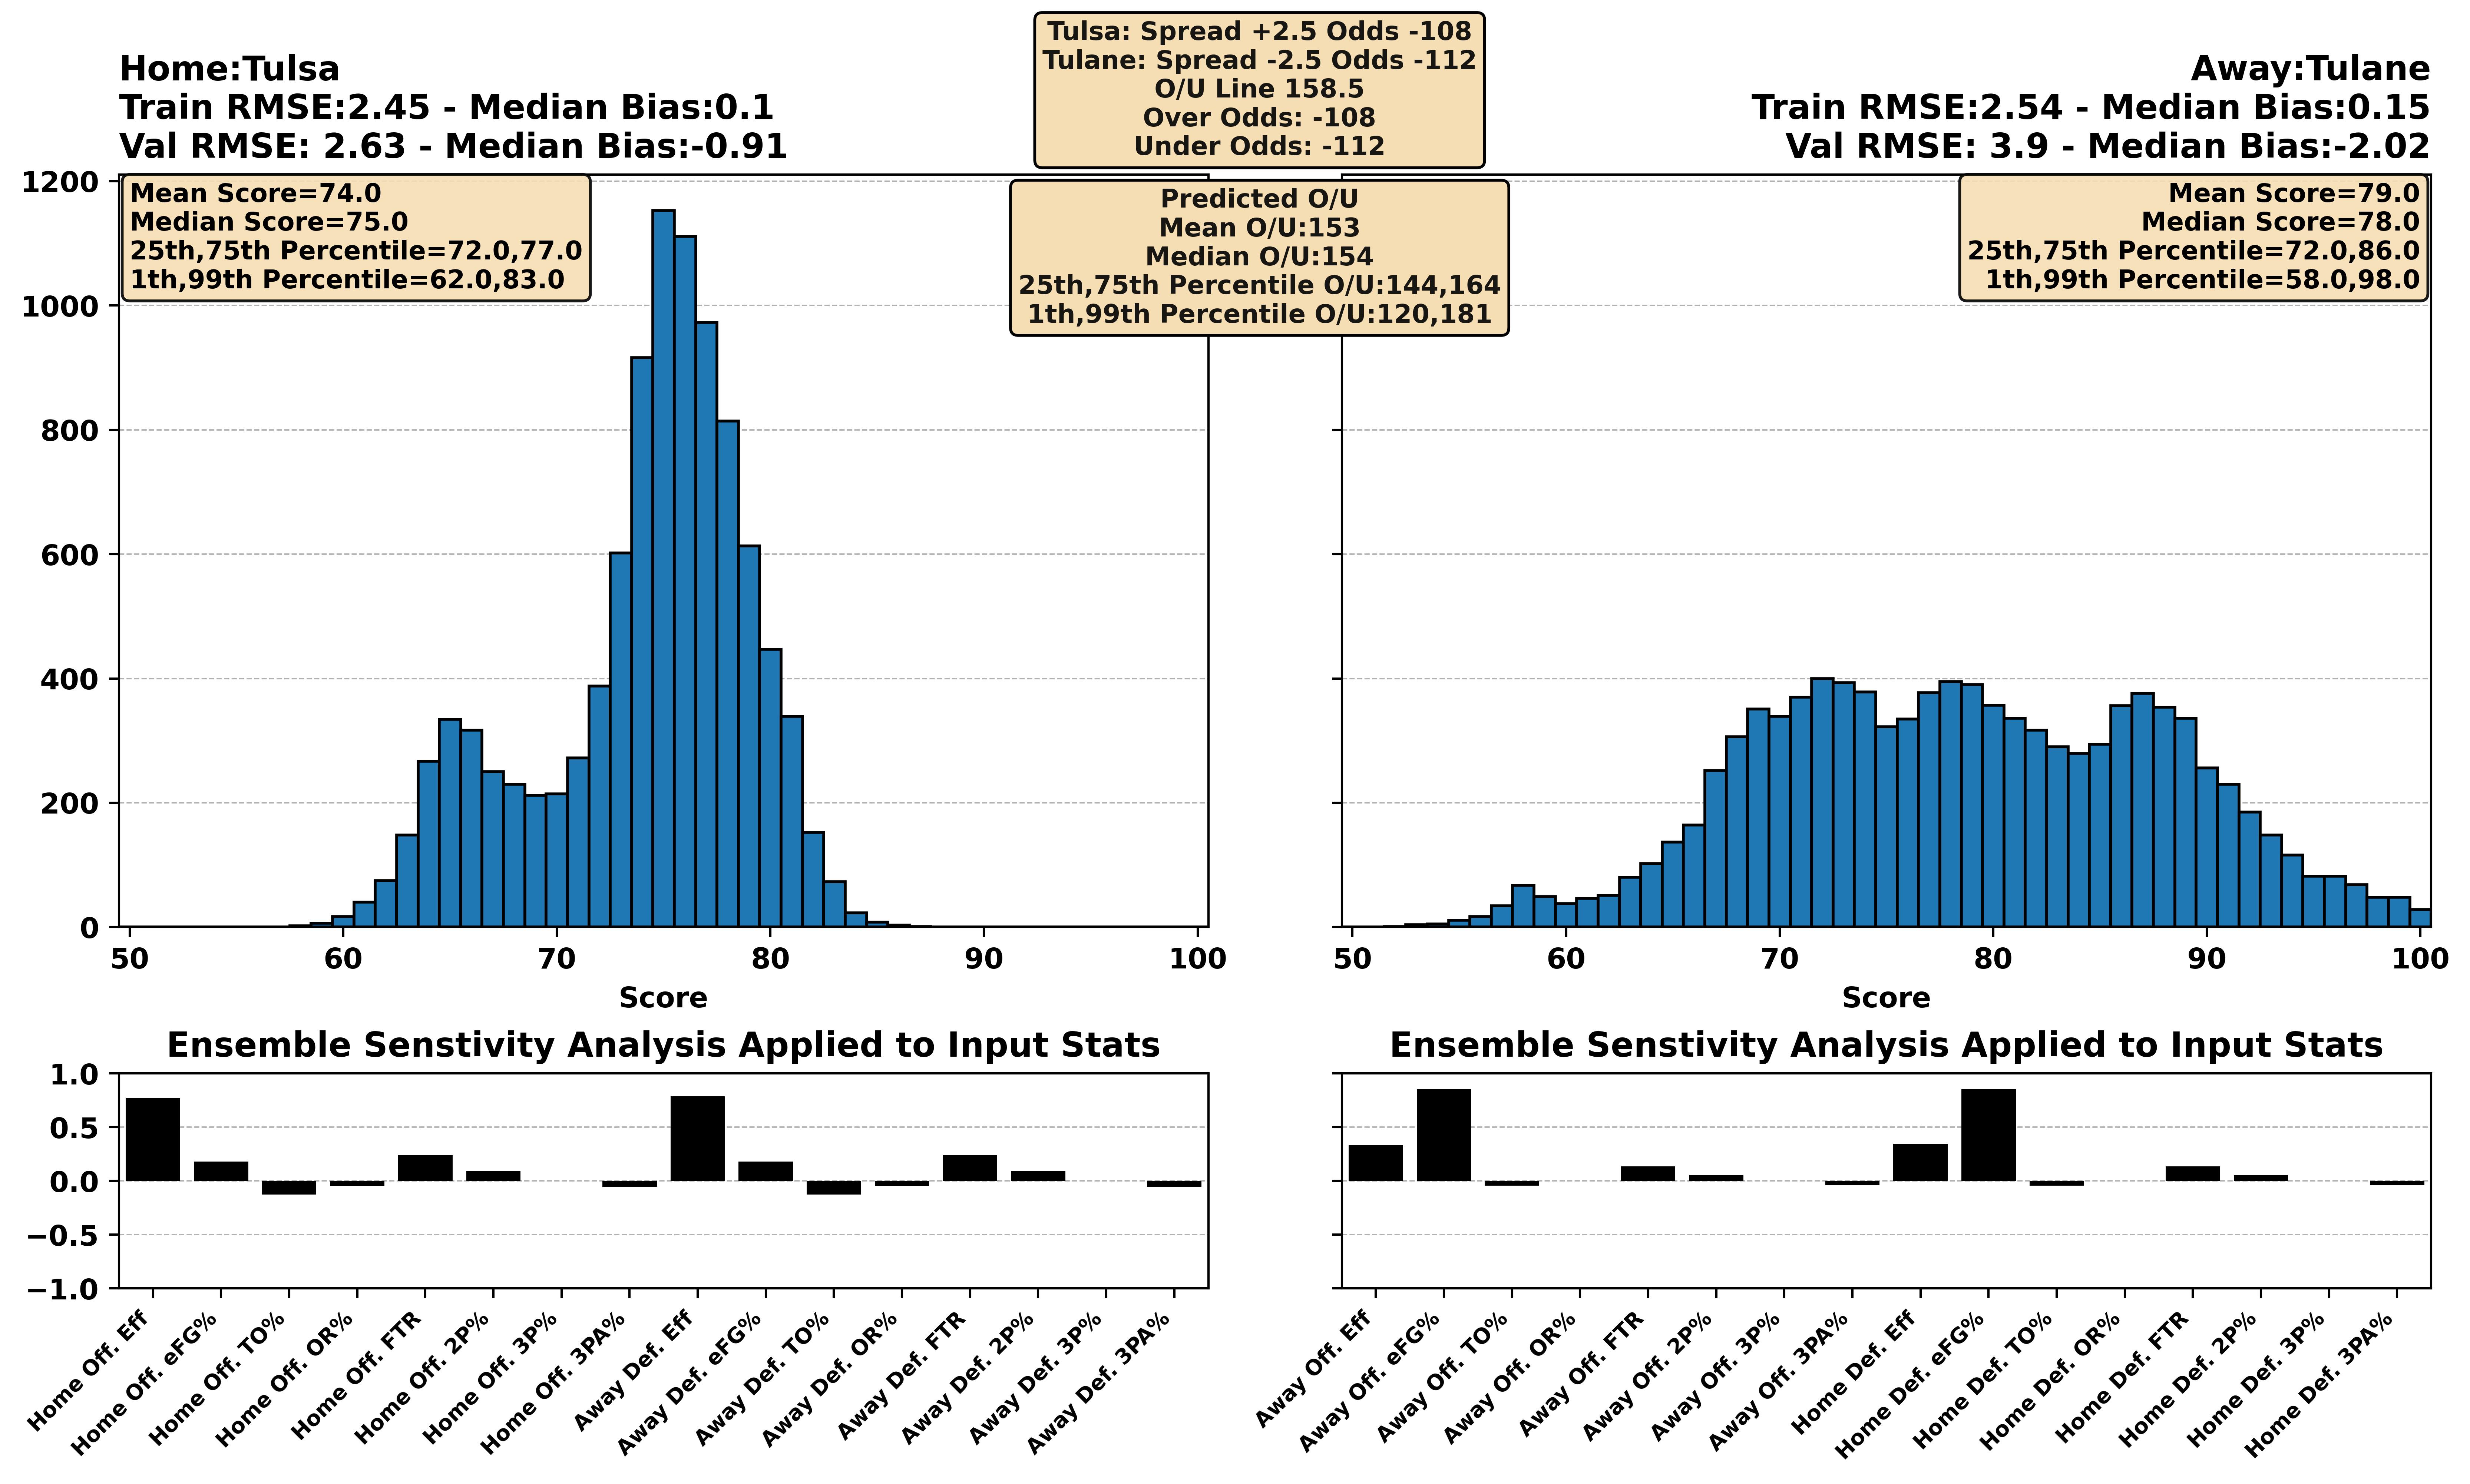 Tulsa: Spread +2.5 Odds -108
Tulane: Spread -2.5 Odds -112
O/U Line 158.5
Over Odds: -108
Under Odds: -112
Home:Tulsa
Train RMSE:2.45 - Median Bias:0.1
Val RMSE: 2.63 - Median Bias:-0.91
Away:Tulane
Train RMSE:2.54 - Median Bias:0.15
Val RMSE: 3.9 - Median Bias:-2.02
Mean Score=74.0
Median Score=75.0
25th,75th Percentile=72.0,77.0
1th,99th Percentile=62.0,83.0
Predicted O/U
Mean O/U:153
Median O/U:154
25th,75th Percentile O/U:144,164
1th,99th Percentile O/U:120,181
Mean Score=79.0
Median Score=78.0
25th,75th Percentile=72.0,86.0
1th,99th Percentile=58.0,98.0
1200
1000
800
600
400
200
0
50 60 70 80 90 100
Score
50 60 70 80 90 100
Score
Ensemble Senstivity Analysis Applied to Input Stats
1.0
0.5
0.0
−0.5
−1.0
Home Off. Eff
Home Off. eFG%
Home Off. TO%
Home Off. OR%
Home Off. FTR
Home Off. 2P%
Home Off. 3P%
Home Off. 3PA%
Away Def. Eff
Away Def. eFG%
Away Def. TO%
Away Def. OR%
Away Def. FTR
Away Def. 2P%
Away Def. 3P%
Away Def. 3PA%
Ensemble Senstivity Analysis Applied to Input Stats
Away Off. Eff
Away Off. eFG%
Away Off. TO%
Away Off. OR%
Away Off. FTR
Away Off. 2P%
Away Off. 3P%
Away Off. 3PA%
Home Def. Eff
Home Def. eFG%
Home Def. TO%
Home Def. OR%
Home Def. FTR
Home Def. 2P%
Home Def. 3P%
Home Def. 3PA%